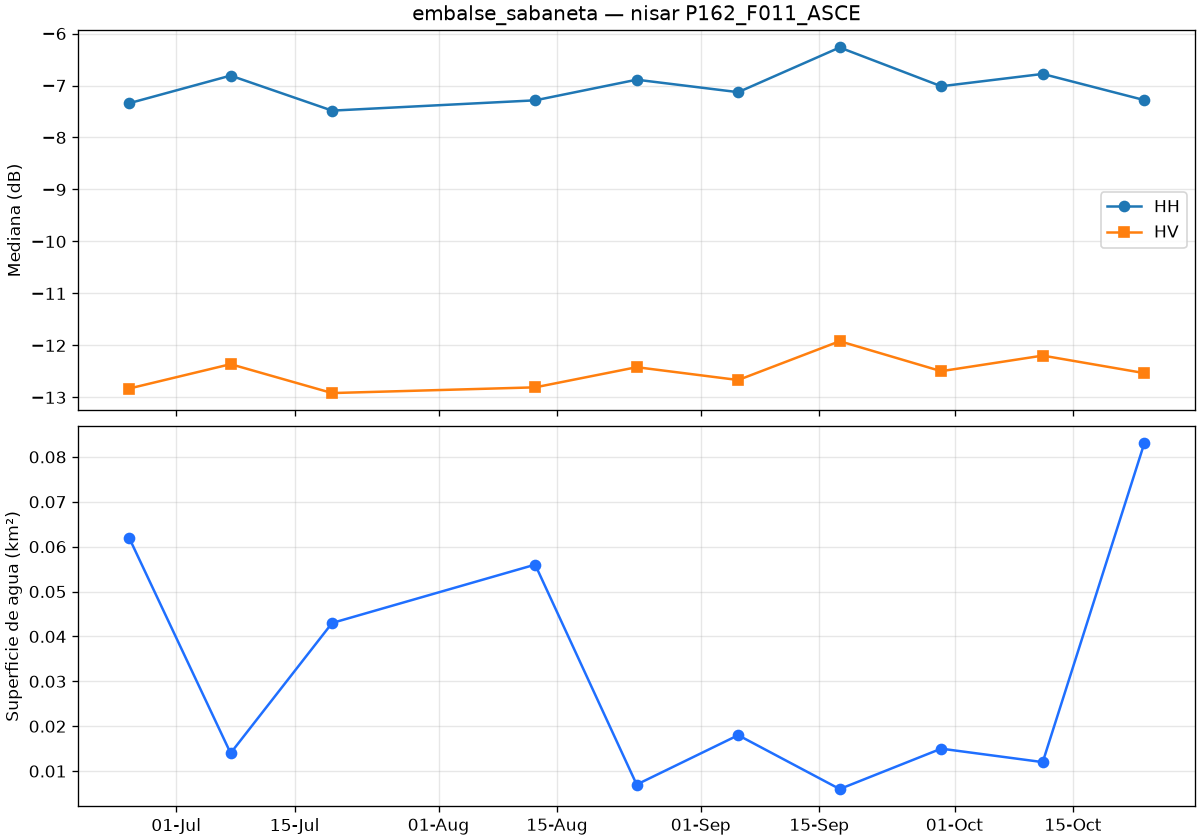 embalse_sabaneta — nisar P162_F011_ASCE
Mediana (dB)
−6
−7
−8
−9
−10
−11
−12
−13
HH
HV
Superficie de agua (km²)
0.08
0.07
0.06
0.05
0.04
0.03
0.02
0.01
01-Jul 15-Jul 01-Aug 15-Aug 01-Sep 15-Sep 01-Oct 15-Oct